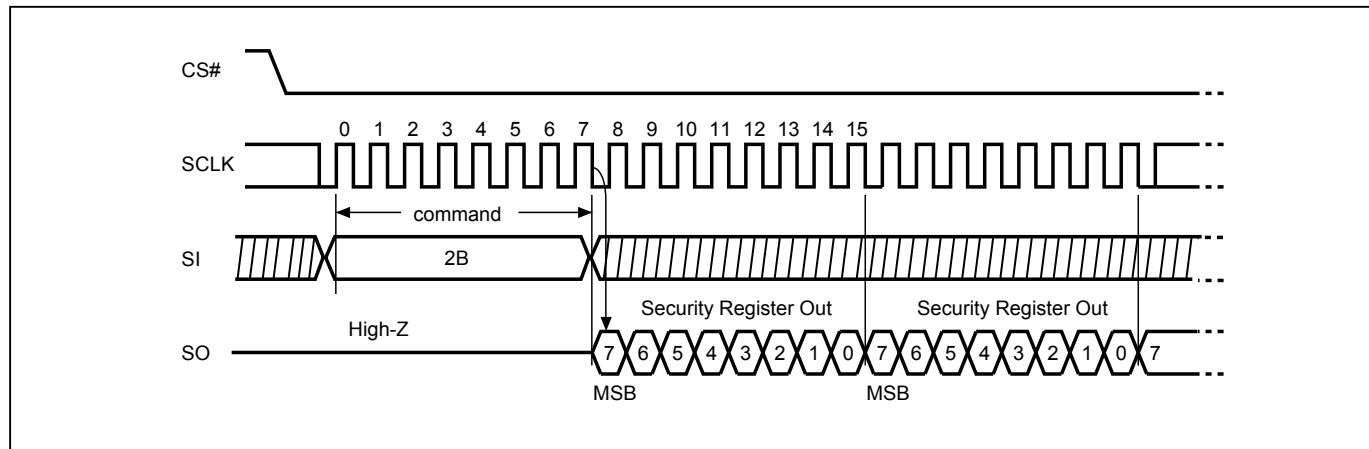 CS#
0 1 2 3 4 5 6 7 8 9 10 11 12 13 14 15
SCLK
command
SI
2B
Security Register Out Security Register Out
High-Z
SO
7 6 5 4 3 2 1 0 7 6 5 4 3 2 1 0 7
MSB MSB